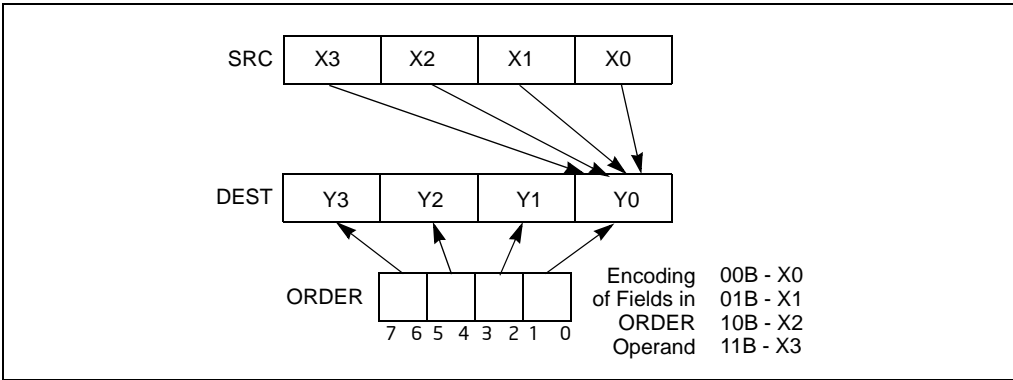 SRC X3 X2 X1 X0
DEST Y3 Y2 Y1 Y0
ORDER
7 6 5 4 3 2 1 0
Encoding 00B - X0
of Fields in 01B - X1
ORDER 10B - X2
Operand 11B - X3